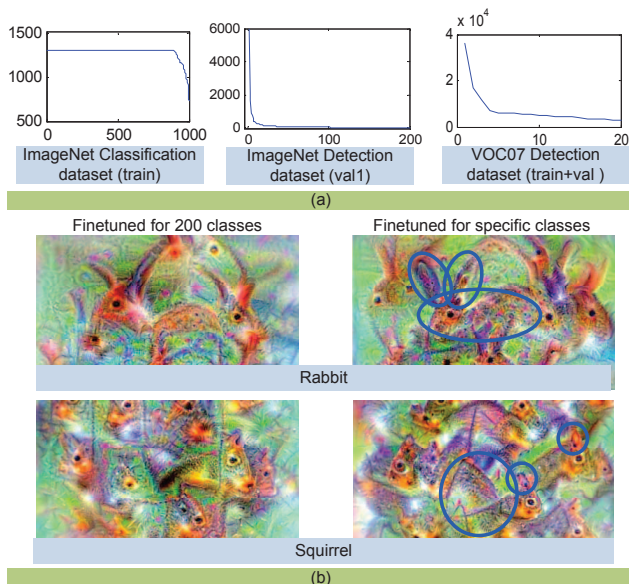 x 10^4
1500
1000
500
0
500
1000
6000
4000
2000
0
0
100
200
4
2
0
0
10
20
ImageNet Classification
dataset (train)
ImageNet Detection
dataset (val1)
VOC07 Detection
dataset (train+val )
(a)
Finetuned for 200 classes
Finetuned for specific classes
Rabbit
Squirrel
(b)